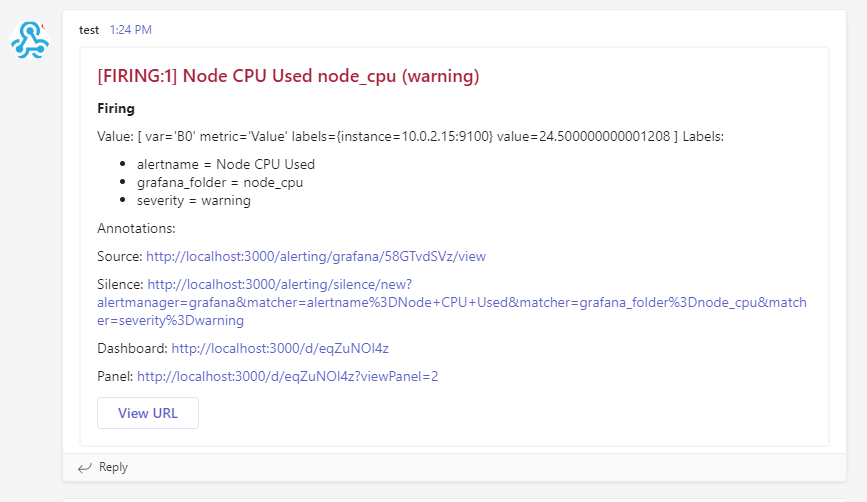 test 1:24 PM
[FIRING:1] Node CPU Used node_cpu (warning)
Firing
Value: [ var='B0' metric='Value' labels={instance=10.0.2.15:9100} value=24.500000000001208 ] Labels:
• alertname = Node CPU Used
• grafana_folder = node_cpu
• severity = warning
Annotations:
Source: http://localhost:3000/alerting/grafana/58GTvdSVz/view
Silence: http://localhost:3000/alerting/silence/new?
alertmanager=grafana&matcher=alertname%3DNode+CPU+Used&matcher=grafana_folder%3Dnode_cpu&match
er=severity%3Dwarning
Dashboard: http://localhost:3000/d/eqZuNOl4z
Panel: http://localhost:3000/d/eqZuNOl4z?viewPanel=2
View URL
Reply